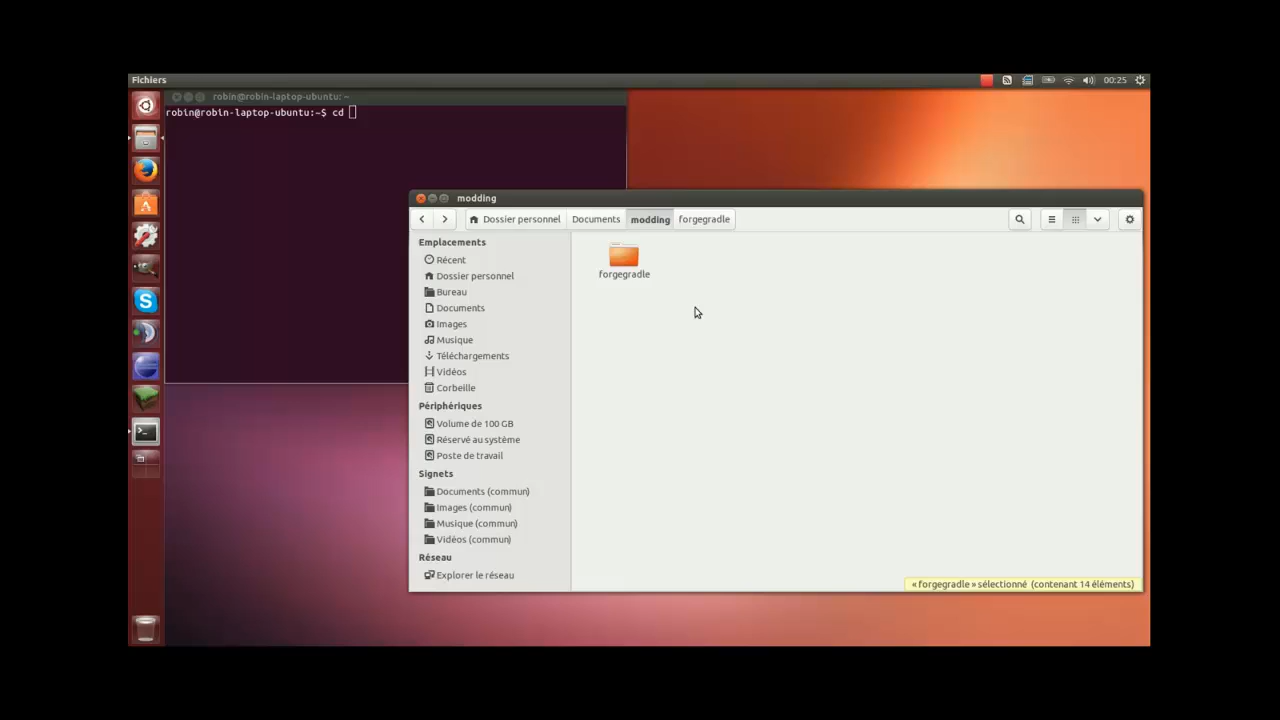 Fichiers
00:25
robin@robin-laptop-ubuntu: ~
robin@robin-laptop-ubuntu:~$ cd
modding
Dossier personnel Documents modding forgegradle
Emplacements
Récent
Dossier personnel
Bureau
Documents
Images
Musique
Téléchargements
Vidéos
Corbeille
Périphériques
Volume de 100 GB
Réservé au système
Poste de travail
Signets
Documents (commun)
Images (commun)
Musique (commun)
Vidéos (commun)
Réseau
Explorer le réseau
forgegradle
« forgegradle » sélectionné (contenant 14 éléments)